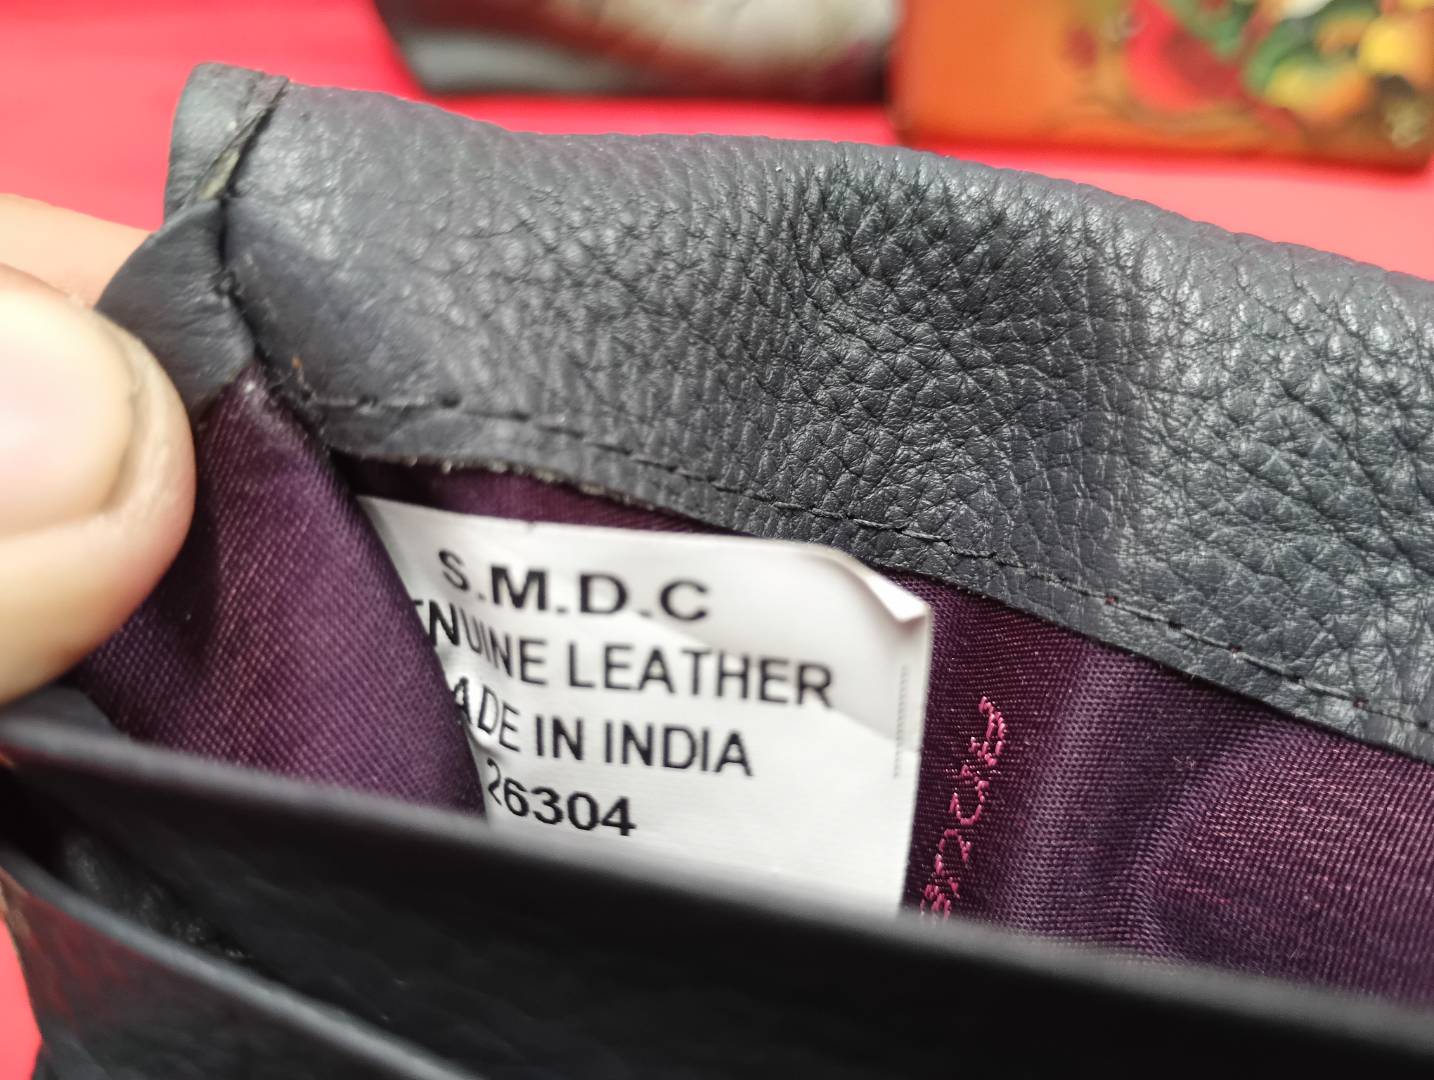 S.M.D.C
NUINE LEATHER
ADE IN INDIA
26304